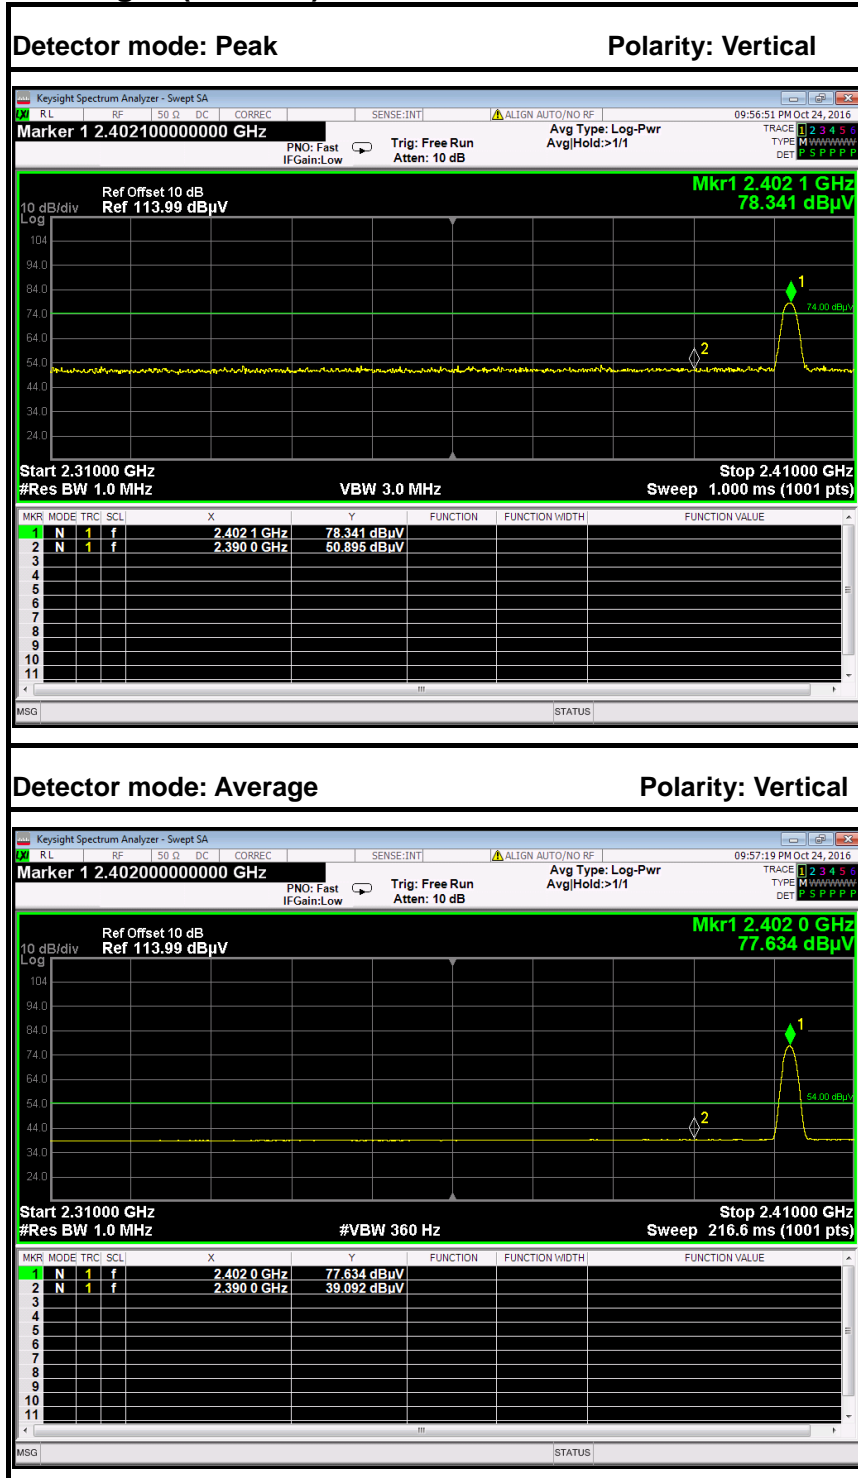 Detector mode: Peak Polarity: Vertical
Keysight Spectrum Analyzer - Swept SA
LXI RL RF 50 Ω DC CORREC SENSE:INT ALIGN AUTO/NO RF 09:56:51 PM Oct 24, 2016
Marker 1 2.402100000000 GHz
PNO: Fast
IFGain:Low
Trig: Free Run
Atten: 10 dB
Avg Type: Log-Pwr
Avg|Hold:>1/1
TRACE 1 2 3 4 5 6
TYPE M WWWWW
DET P S P P P P
Mkr1 2.402 1 GHz
78.341 dBµV
Ref Offset 10 dB
10 dB/div Ref 113.99 dBµV
Log
104
94.0
84.0
74.0
64.0
54.0
44.0
34.0
24.0
1
74.00 dBµV
2
Start 2.31000 GHz Stop 2.41000 GHz
#Res BW 1.0 MHz VBW 3.0 MHz Sweep 1.000 ms (1001 pts)
MKR MODE TRC SCL X Y FUNCTION FUNCTION WIDTH FUNCTION VALUE
1 N 1 f 2.402 1 GHz 78.341 dBµV
2 N 1 f 2.390 0 GHz 50.895 dBµV
3
4
5
6
7
8
9
10
11
MSG STATUS
Detector mode: Average Polarity: Vertical
Keysight Spectrum Analyzer - Swept SA
LXI RL RF 50 Ω DC CORREC SENSE:INT ALIGN AUTO/NO RF 09:57:19 PM Oct 24, 2016
Marker 1 2.402000000000 GHz
PNO: Fast
IFGain:Low
Trig: Free Run
Atten: 10 dB
Avg Type: Log-Pwr
Avg|Hold:>1/1
TRACE 1 2 3 4 5 6
TYPE M WWWWW
DET P S P P P P
Mkr1 2.402 0 GHz
77.634 dBµV
Ref Offset 10 dB
10 dB/div Ref 113.99 dBµV
Log
104
94.0
84.0
74.0
64.0
54.0
44.0
34.0
24.0
1
54.00 dBµV
2
Start 2.31000 GHz Stop 2.41000 GHz
#Res BW 1.0 MHz #VBW 360 Hz Sweep 216.6 ms (1001 pts)
MKR MODE TRC SCL X Y FUNCTION FUNCTION WIDTH FUNCTION VALUE
1 N 1 f 2.402 0 GHz 77.634 dBµV
2 N 1 f 2.390 0 GHz 39.092 dBµV
3
4
5
6
7
8
9
10
11
MSG STATUS